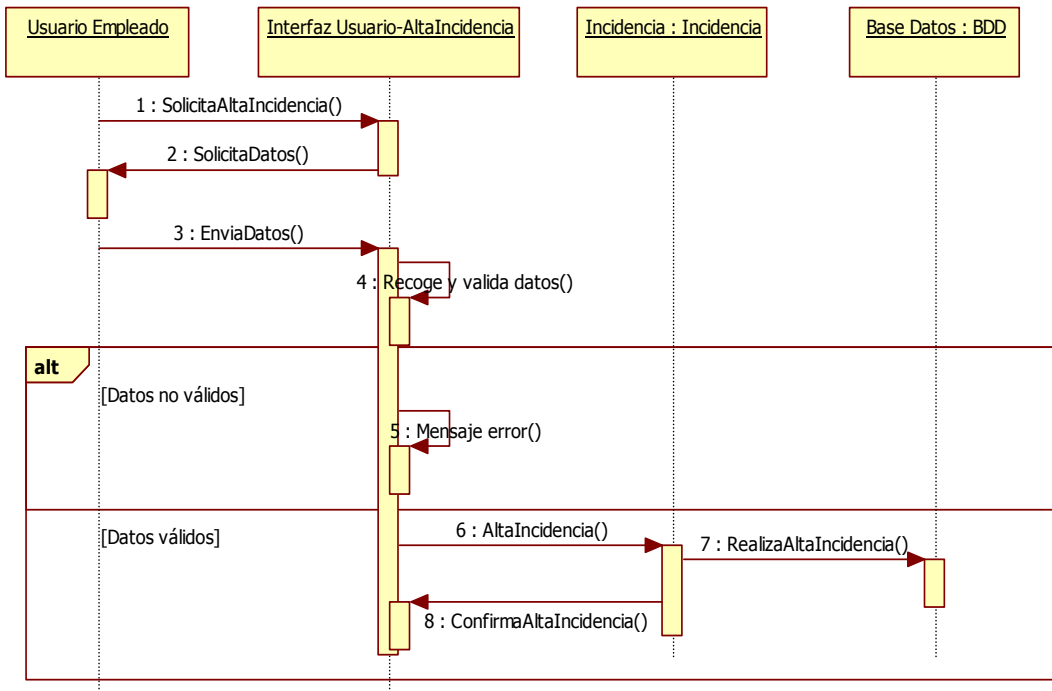 Usuario Empleado
Interfaz Usuario-AltaIncidencia
Incidencia : Incidencia
Base Datos : BDD
1 : SolicitaAltaIncidencia()
2 : SolicitaDatos()
3 : EnviaDatos()
4 : Recoge y valida datos()
alt
[Datos no válidos]
5 : Mensaje error()
[Datos válidos]
6 : AltaIncidencia()
7 : RealizaAltaIncidencia()
8 : ConfirmaAltaIncidencia()